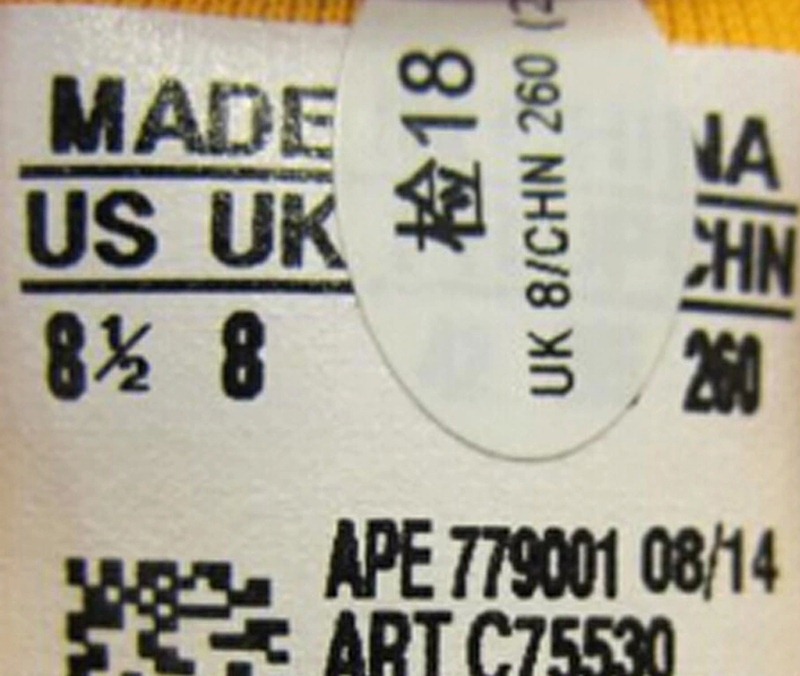 MADE
NA
US UK
CHN
8½ 8
260
检18
UK 8/CHN 260 (2
APE 779001 08/14
ART C75530